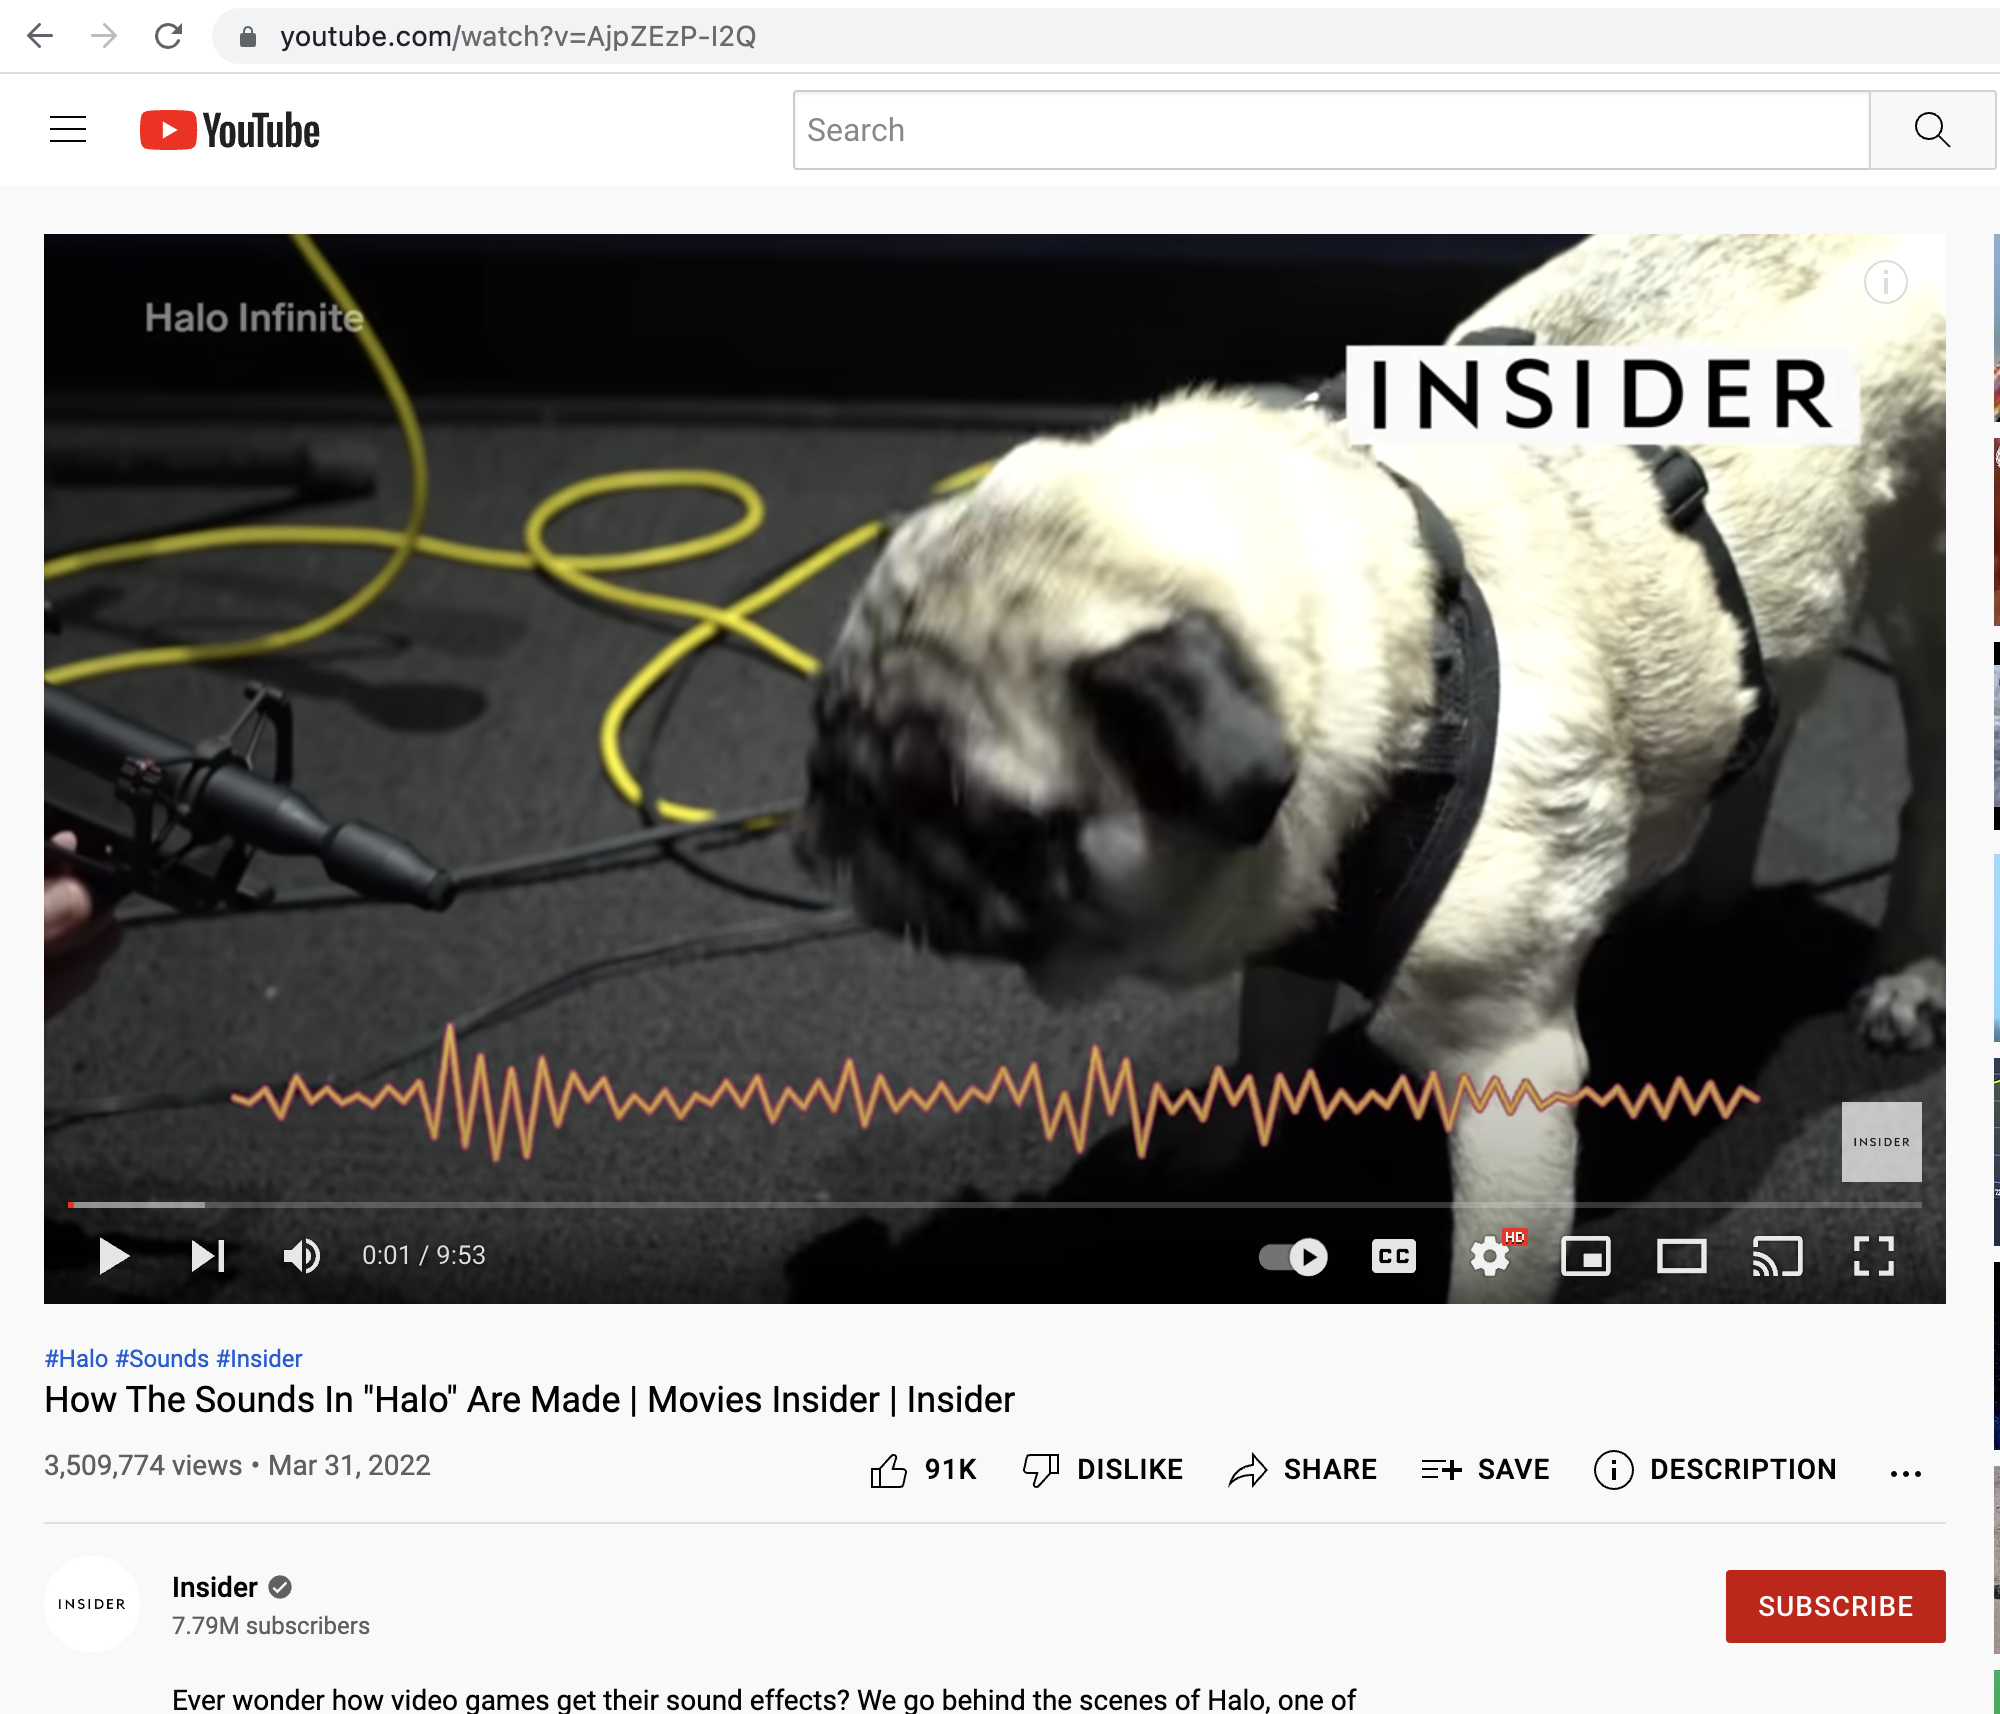 youtube.com/watch?v=AjpZEzP-I2Q
YouTube
Search
Halo Infinite
INSIDER
INSIDER
0:01 / 9:53
CC
HD
#Halo #Sounds #Insider
How The Sounds In "Halo" Are Made | Movies Insider | Insider
3,509,774 views • Mar 31, 2022
91K
DISLIKE
SHARE
SAVE
DESCRIPTION
INSIDER
Insider
7.79M subscribers
SUBSCRIBE
Ever wonder how video games get their sound effects? We go behind the scenes of Halo, one of